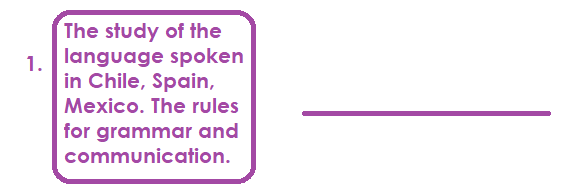 1.
The study of the
language spoken
in Chile, Spain,
Mexico. The rules
for grammar and
communication.